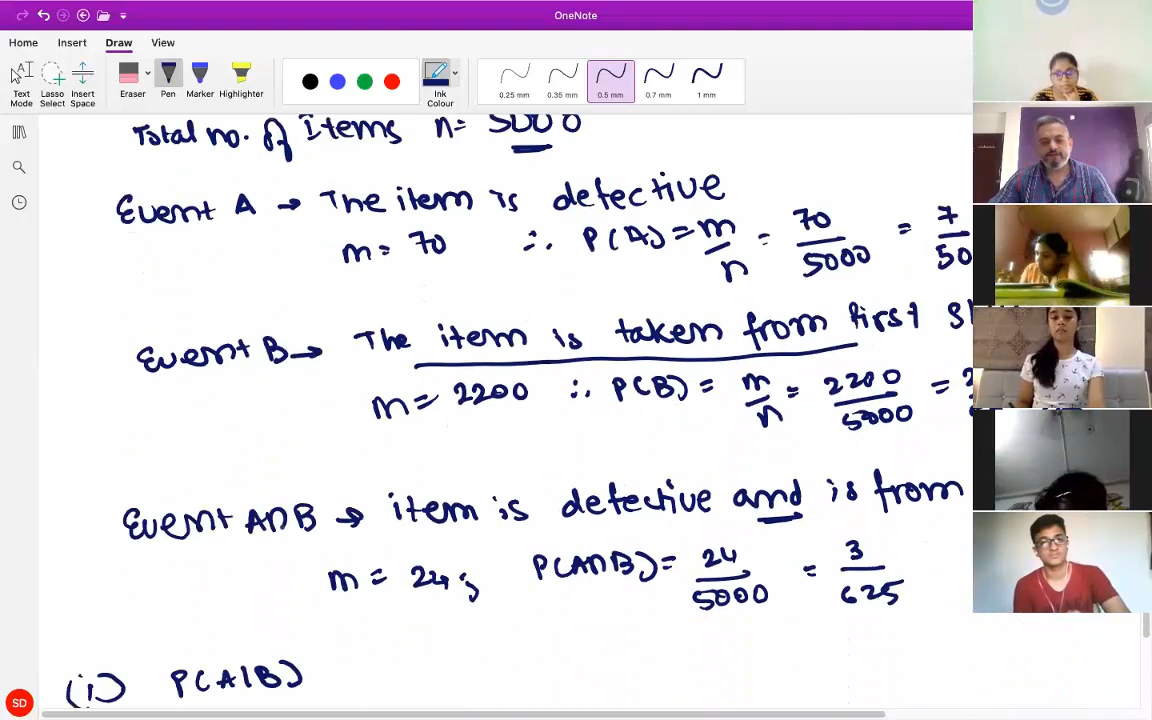 OneNote
Home Insert Draw View
Text Mode
Lasso Select
Insert Space
Eraser
Pen
Marker
Highlighter
Ink Colour
0.25 mm 0.35 mm 0.5 mm 0.7 mm 1 mm
Total no. of items n = 5000
Event A → The item is defective
m = 70 ∴ P(A) = m/n = 70/5000 = 7/50
Event B → The item is taken from first
m = 2200 ∴ P(B) = m/n = 2200/5000 =
Event A∩B → item is defective and is from
m = 24; P(A∩B) = 24/5000 = 3/625
(i) P(A|B)
SD